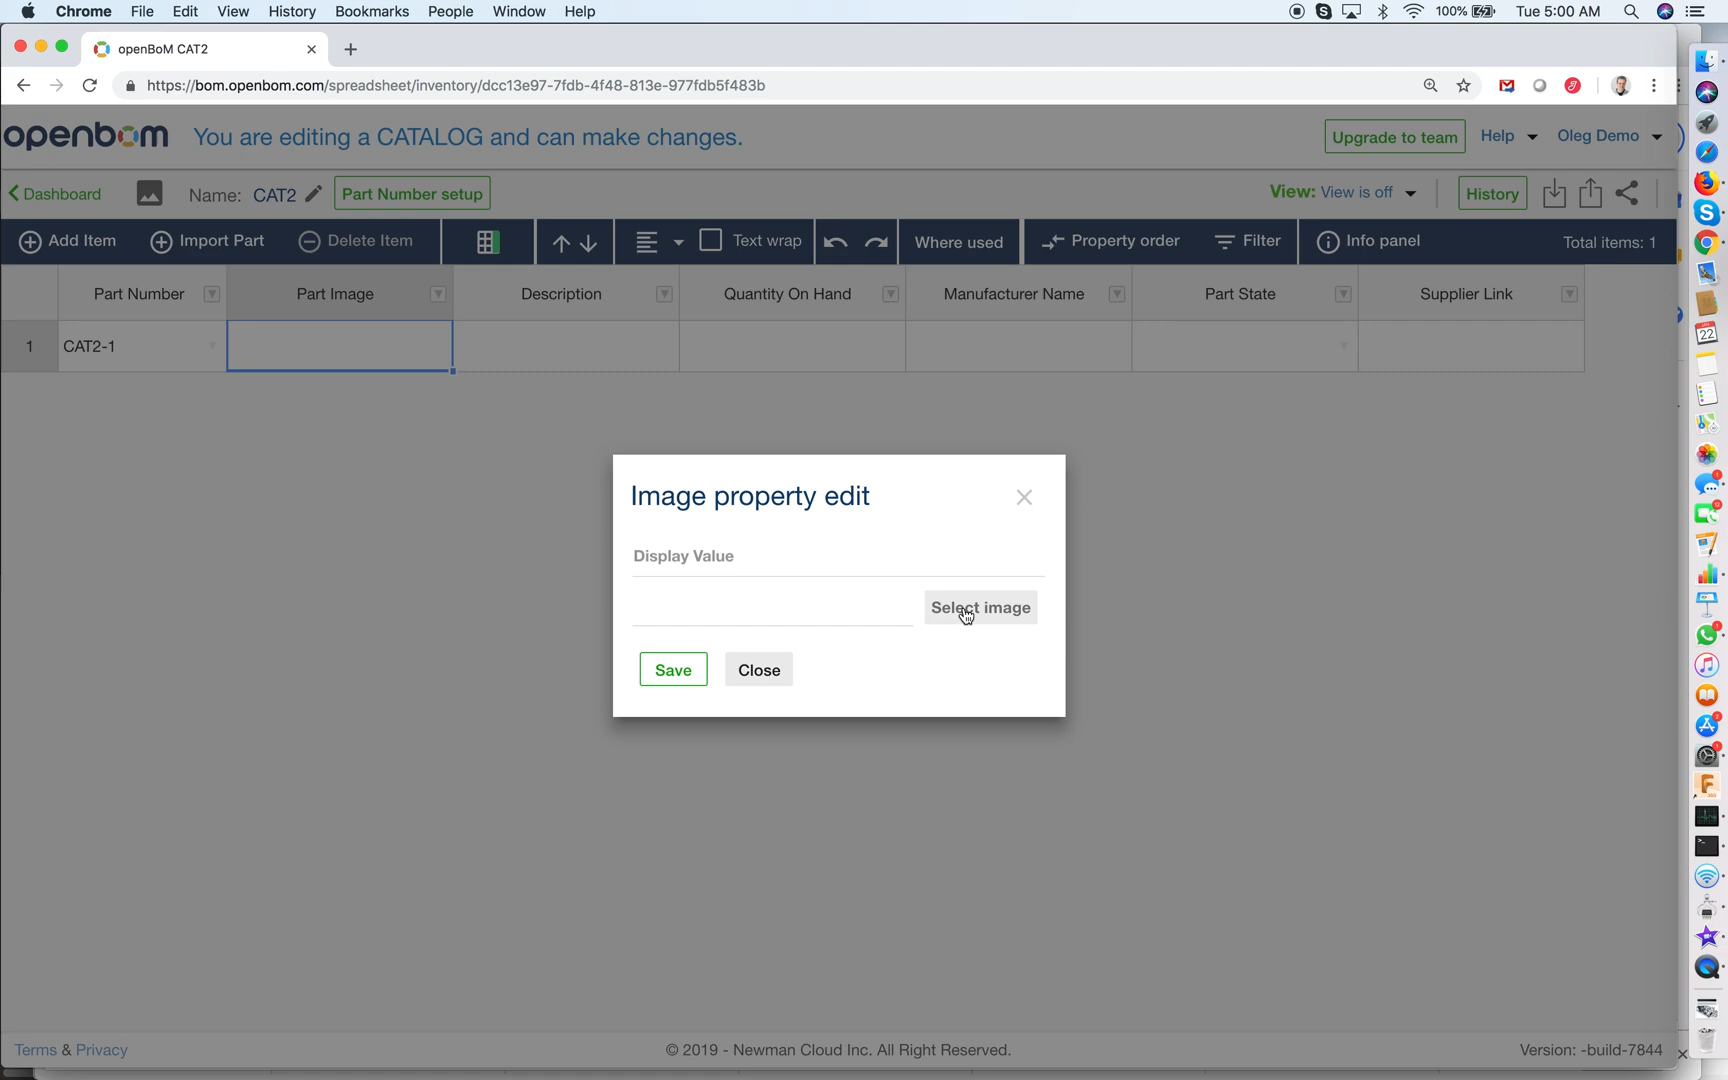 Chrome File Edit View History Bookmarks People Window Help 100% Tue 5:00 AM
openBoM CAT2
https://bom.openbom.com/spreadsheet/inventory/dcc13e97-7fdb-4f48-813e-977fdb5f483b
openbom You are editing a CATALOG and can make changes. Upgrade to team Help Oleg Demo
Dashboard Name: CAT2 Part Number setup View: View is off History
Add Item Import Part Delete Item Text wrap Where used Property order Filter Info panel Total items: 1
Part Number Part Image Description Quantity On Hand Manufacturer Name Part State Supplier Link
1 CAT2-1
Image property edit
Display Value
Select image
Save Close
Terms & Privacy © 2019 - Newman Cloud Inc. All Right Reserved. Version: -build-7844
22